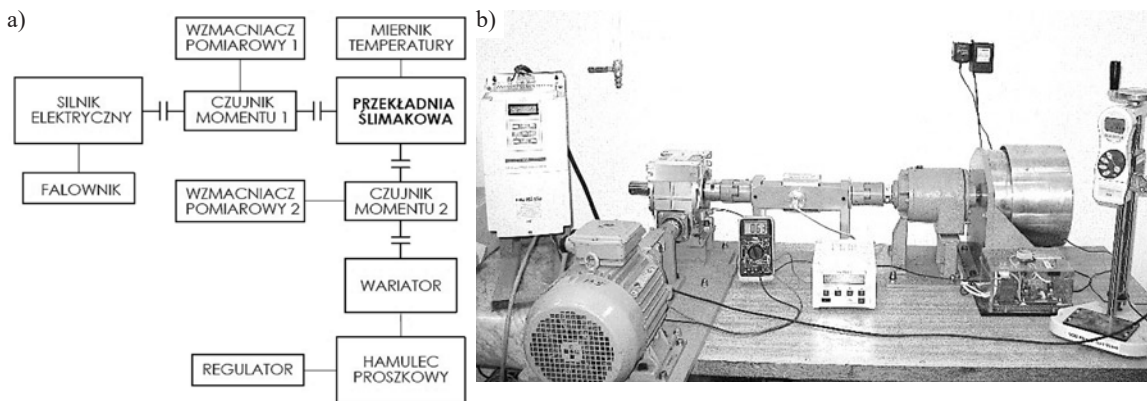 a)
WZMACNIACZ
POMIAROWY 1
MIERNIK
TEMPERATURY
SILNIK
ELEKTRYCZNY
CZUJNIK
MOMENTU 1
PRZEKŁADNIA
ŚLIMAKOWA
FALOWNIK
WZMACNIACZ
POMIAROWY 2
CZUJNIK
MOMENTU 2
WARIATOR
REGULATOR
HAMULEC
PROSZKOWY
b)